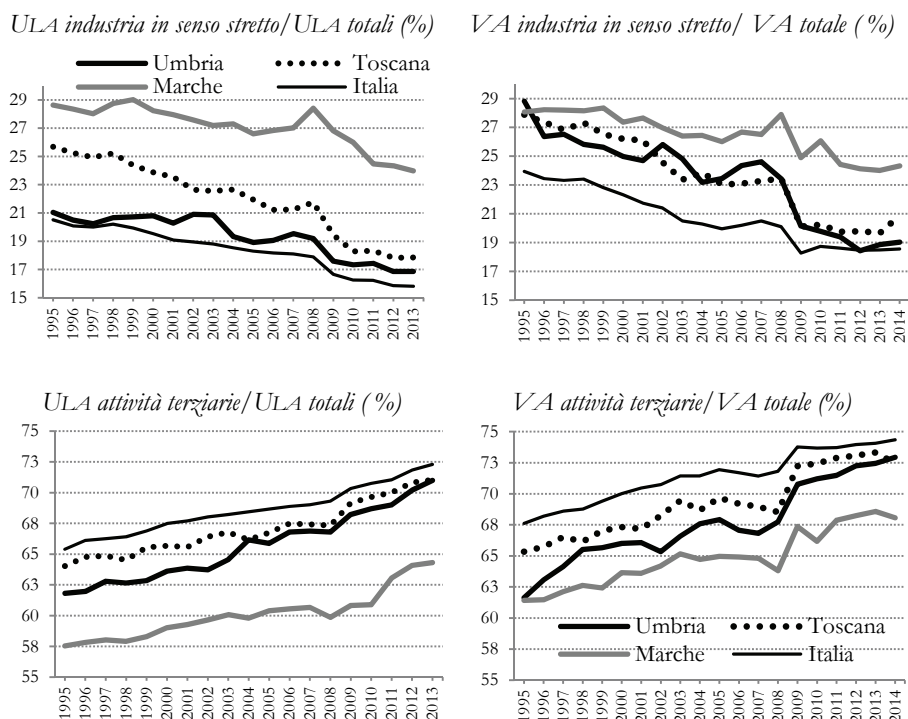 ULA industria in senso stretto/ULA totali (%)
Umbria Toscana
Marche Italia
29
27
25
23
21
19
17
15
1995 1996 1997 1998 1999 2000 2001 2002 2003 2004 2005 2006 2007 2008 2009 2010 2011 2012 2013
VA industria in senso stretto/ VA totale (%)
29
27
25
23
21
19
17
15
1995 1996 1997 1998 1999 2000 2001 2002 2003 2004 2005 2006 2007 2008 2009 2010 2011 2012 2013 2014
ULA attività terziarie/ULA totali (%)
75
73
70
68
65
63
60
58
55
1995 1996 1997 1998 1999 2000 2001 2002 2003 2004 2005 2006 2007 2008 2009 2010 2011 2012 2013
VA attività terziarie/VA totale (%)
75
73
70
68
65
63
60
58
55
Umbria Toscana
Marche Italia
1995 1996 1997 1998 1999 2000 2001 2002 2003 2004 2005 2006 2007 2008 2009 2010 2011 2012 2013 2014